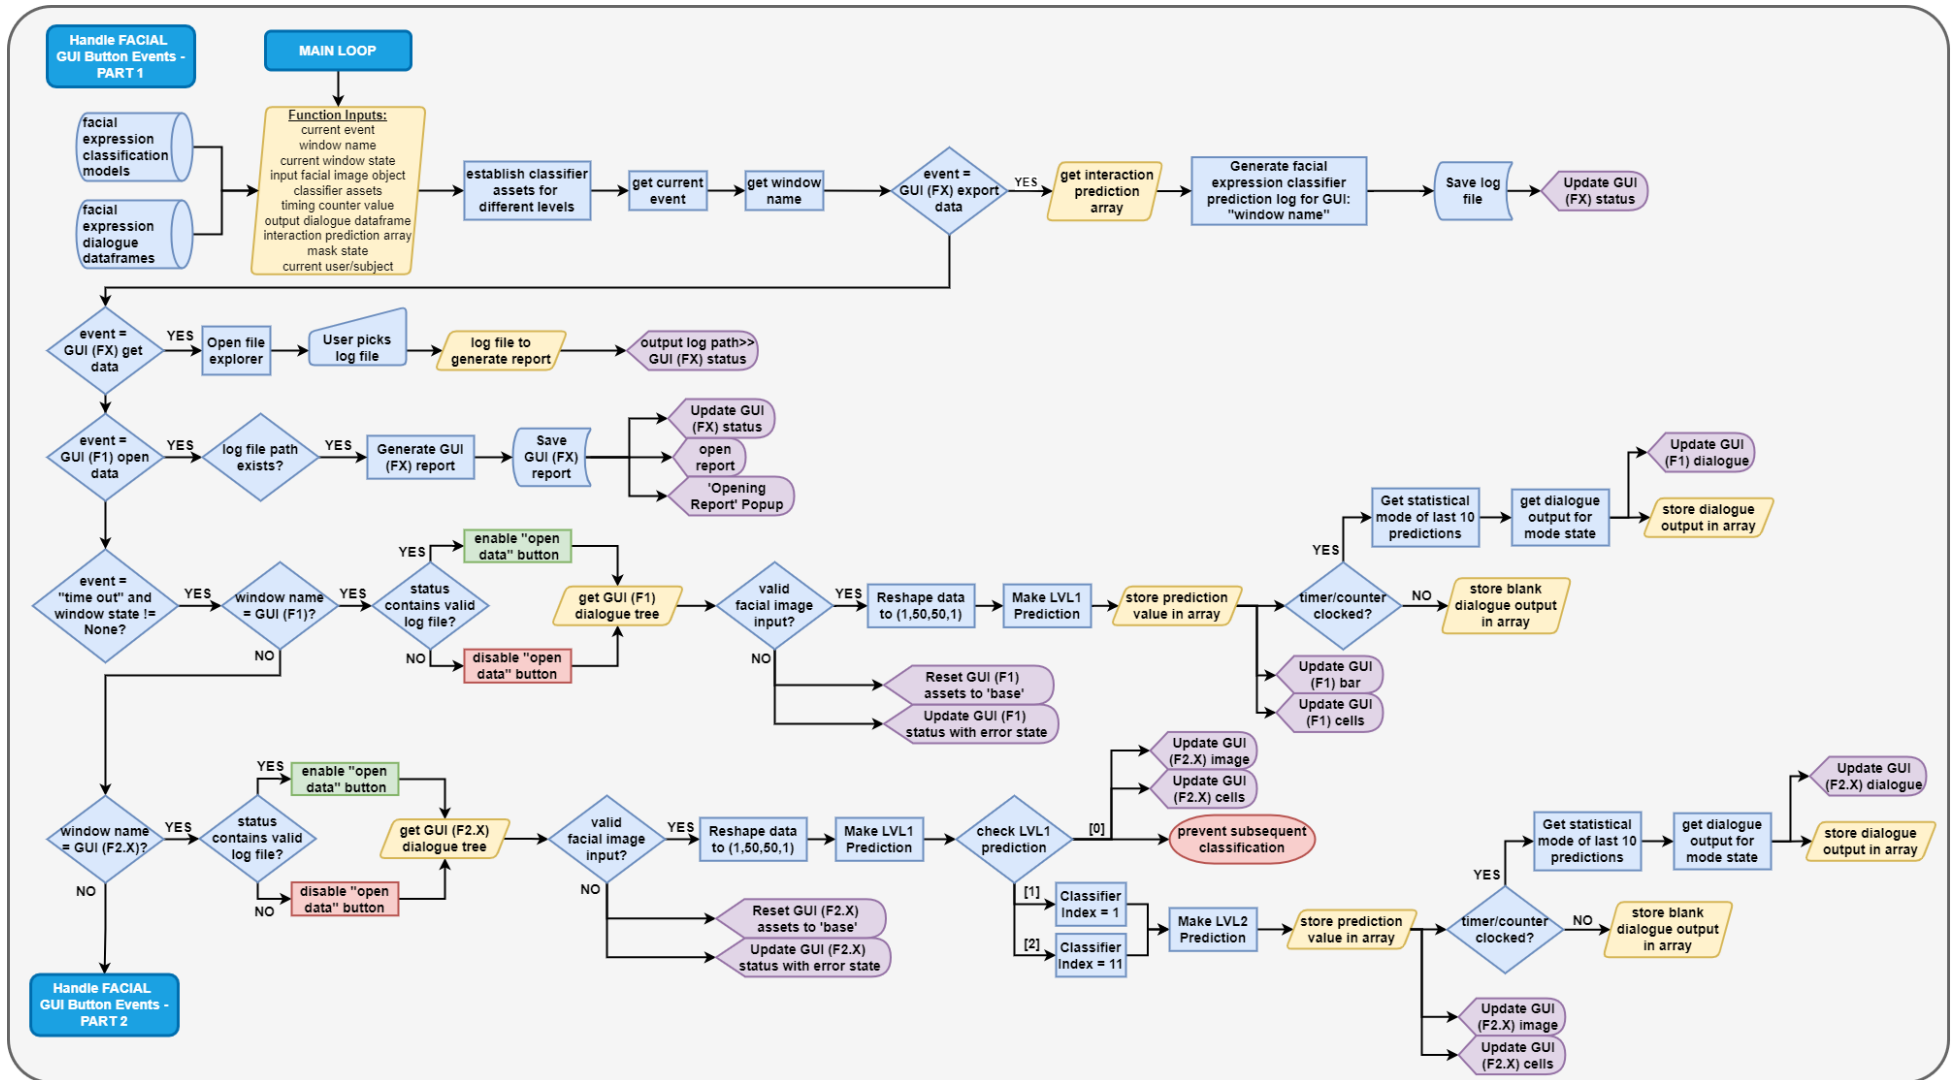 Handle FACIAL
GUI Button Events -
PART 1
MAIN LOOP
facial
expression
classification
models
facial
expression
dialogue
dataframes
Function Inputs:
current event
window name
current window state
input facial image object
classifier assets
timing counter value
output dialogue dataframe
interaction prediction array
mask state
current user/subject
establish classifier
assets for
different levels
get current
event
get window
name
event =
GUI (FX) export
data
YES
get interaction
prediction
array
Generate facial
expression classifier
prediction log for GUI:
"window name"
Save log
file
Update GUI
(FX) status
event =
GUI (FX) get
data
YES
Open file
explorer
User picks
log file
log file to
generate report
output log path>>
GUI (FX) status
event =
GUI (F1) open
data
YES
log file path
exists?
YES
Generate GUI
(FX) report
Save
GUI (FX)
report
Update GUI
(FX) status
open
report
'Opening
Report' Popup
event =
"time out" and
window state !=
None?
YES
window name
= GUI (F1)?
YES
NO
status
contains valid
log file?
YES
enable "open
data" button
NO
disable "open
data" button
get GUI (F1)
dialogue tree
valid
facial image
input?
YES
NO
Reset GUI (F1)
assets to 'base'
Update GUI (F1)
status with error state
Reshape data
to (1,50,50,1)
Make LVL1
Prediction
store prediction
value in array
Update GUI
(F1) bar
Update GUI
(F1) cells
timer/counter
clocked?
YES
Get statistical
mode of last 10
predictions
get dialogue
output for
mode state
Update GUI
(F1) dialogue
store dialogue
output in array
NO
store blank
dialogue output
in array
window name
= GUI (F2.X)?
YES
NO
status
contains valid
log file?
YES
enable "open
data" button
NO
disable "open
data" button
get GUI (F2.X)
dialogue tree
valid
facial image
input?
YES
NO
Reset GUI (F2.X)
assets to 'base'
Update GUI (F2.X)
status with error state
Reshape data
to (1,50,50,1)
Make LVL1
Prediction
check LVL1
prediction
[0]
Update GUI
(F2.X) image
Update GUI
(F2.X) cells
prevent subsequent
classification
[1]
Classifier
Index = 1
[2]
Classifier
Index = 11
Make LVL2
Prediction
store prediction
value in array
Update GUI
(F2.X) image
Update GUI
(F2.X) cells
timer/counter
clocked?
YES
Get statistical
mode of last 10
predictions
get dialogue
output for
mode state
Update GUI
(F2.X) dialogue
store dialogue
output in array
NO
store blank
dialogue output
in array
Handle FACIAL
GUI Button Events -
PART 2